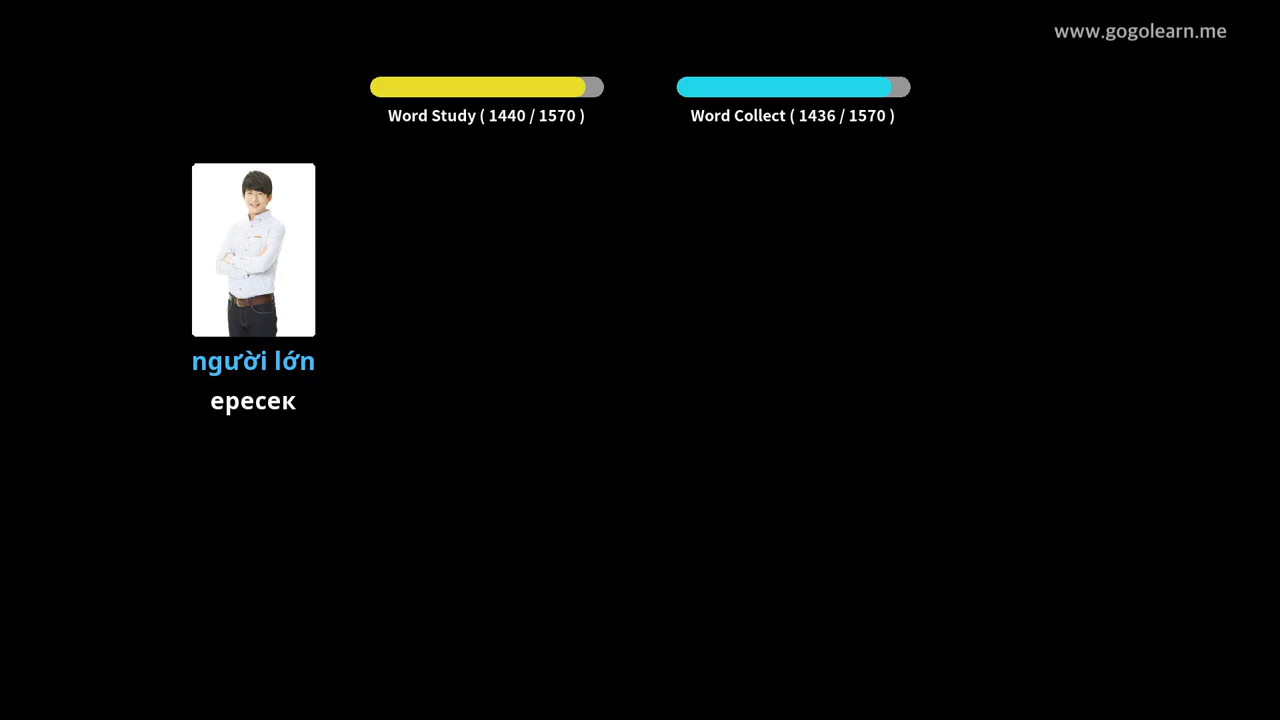 www.gogolearn.me
Word Study ( 1440 / 1570 )
Word Collect ( 1436 / 1570 )
người lớn
ересек